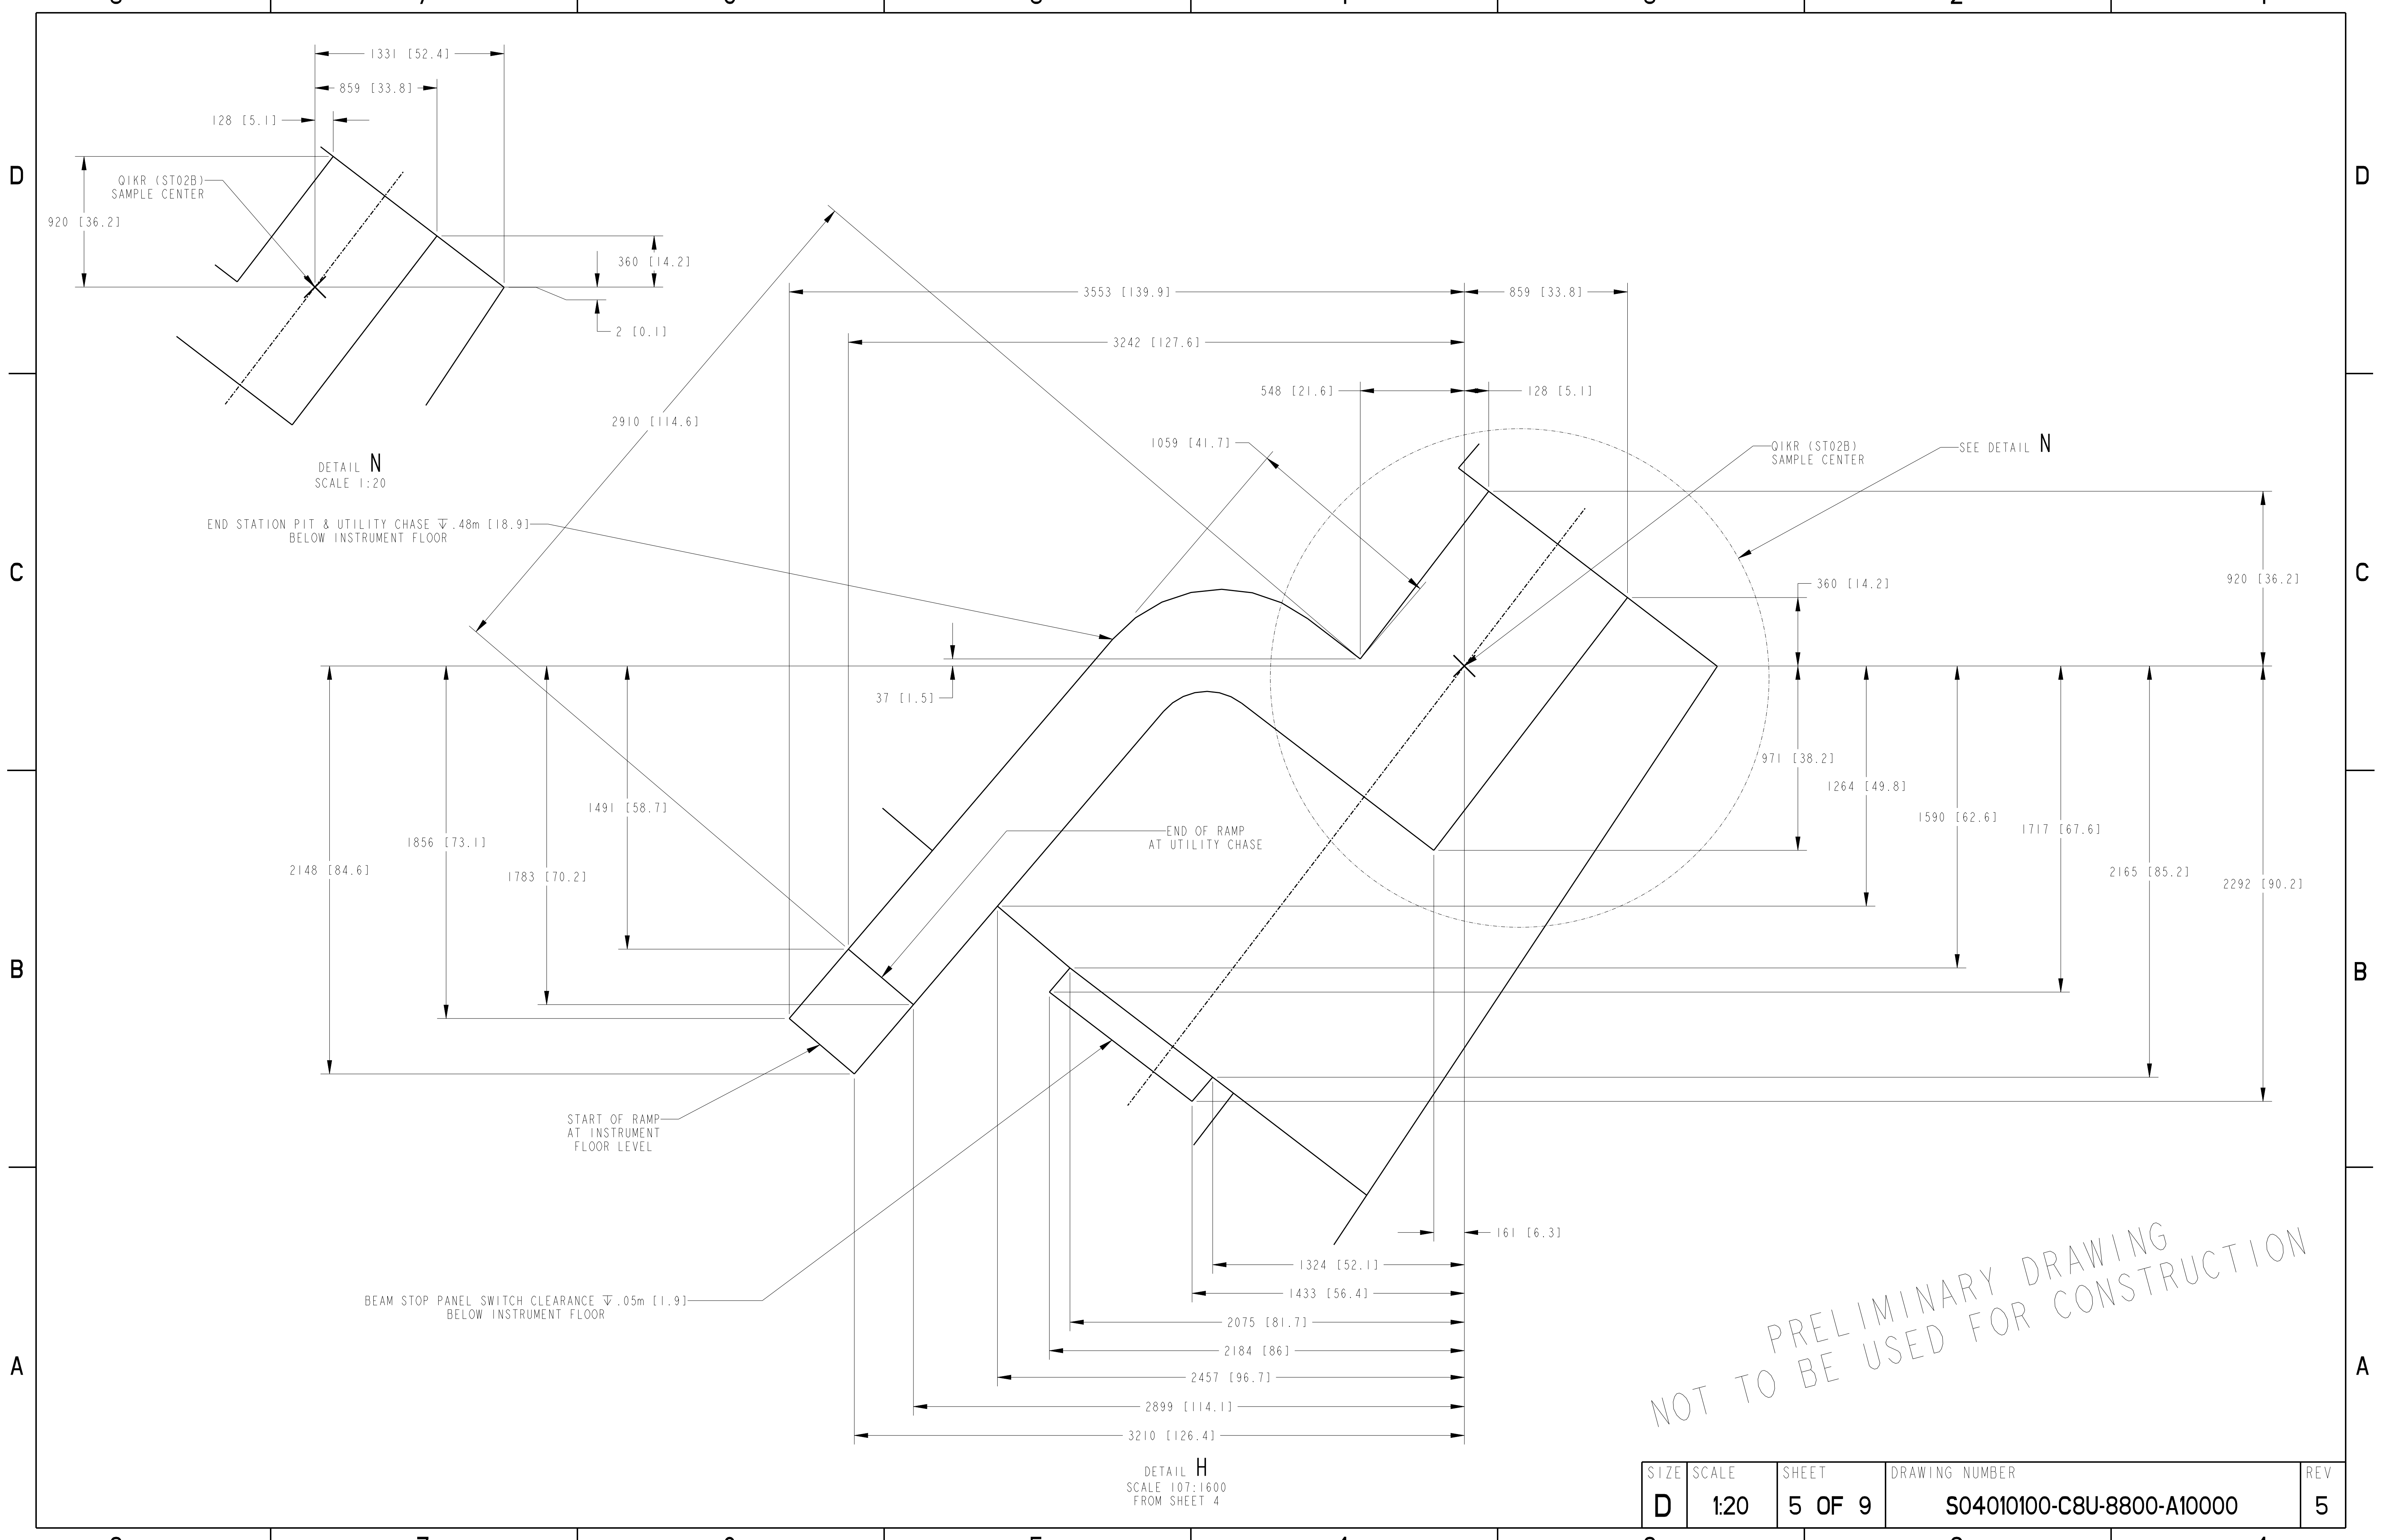 1331 [52.4]
859 [33.8]
128 [5.1]
QIKR (ST02B)
SAMPLE CENTER
920 [36.2]
360 [14.2]
2 [0.1]
DETAIL N
SCALE 1:20
3553 [139.9]
859 [33.8]
3242 [127.6]
548 [21.6]
128 [5.1]
2910 [114.6]
1059 [41.7]
QIKR (ST02B)
SAMPLE CENTER
SEE DETAIL N
END STATION PIT & UTILITY CHASE ↧ .48m [18.9]
BELOW INSTRUMENT FLOOR
360 [14.2]
920 [36.2]
37 [1.5]
971 [38.2]
1264 [49.8]
1590 [62.6]
1717 [67.6]
2165 [85.2]
2292 [90.2]
1491 [58.7]
1856 [73.1]
1783 [70.2]
2148 [84.6]
END OF RAMP
AT UTILITY CHASE
START OF RAMP
AT INSTRUMENT
FLOOR LEVEL
161 [6.3]
1324 [52.1]
1433 [56.4]
2075 [81.7]
2184 [86]
2457 [96.7]
2899 [114.1]
3210 [126.4]
BEAM STOP PANEL SWITCH CLEARANCE ↧ .05m [1.9]
BELOW INSTRUMENT FLOOR
DETAIL H
SCALE 107:1600
FROM SHEET 4
PRELIMINARY DRAWING
NOT TO BE USED FOR CONSTRUCTION
SIZE SCALE SHEET DRAWING NUMBER REV
D 1:20 5 OF 9 S04010100-C8U-8800-A10000 5
D
D
C
C
B
B
A
A